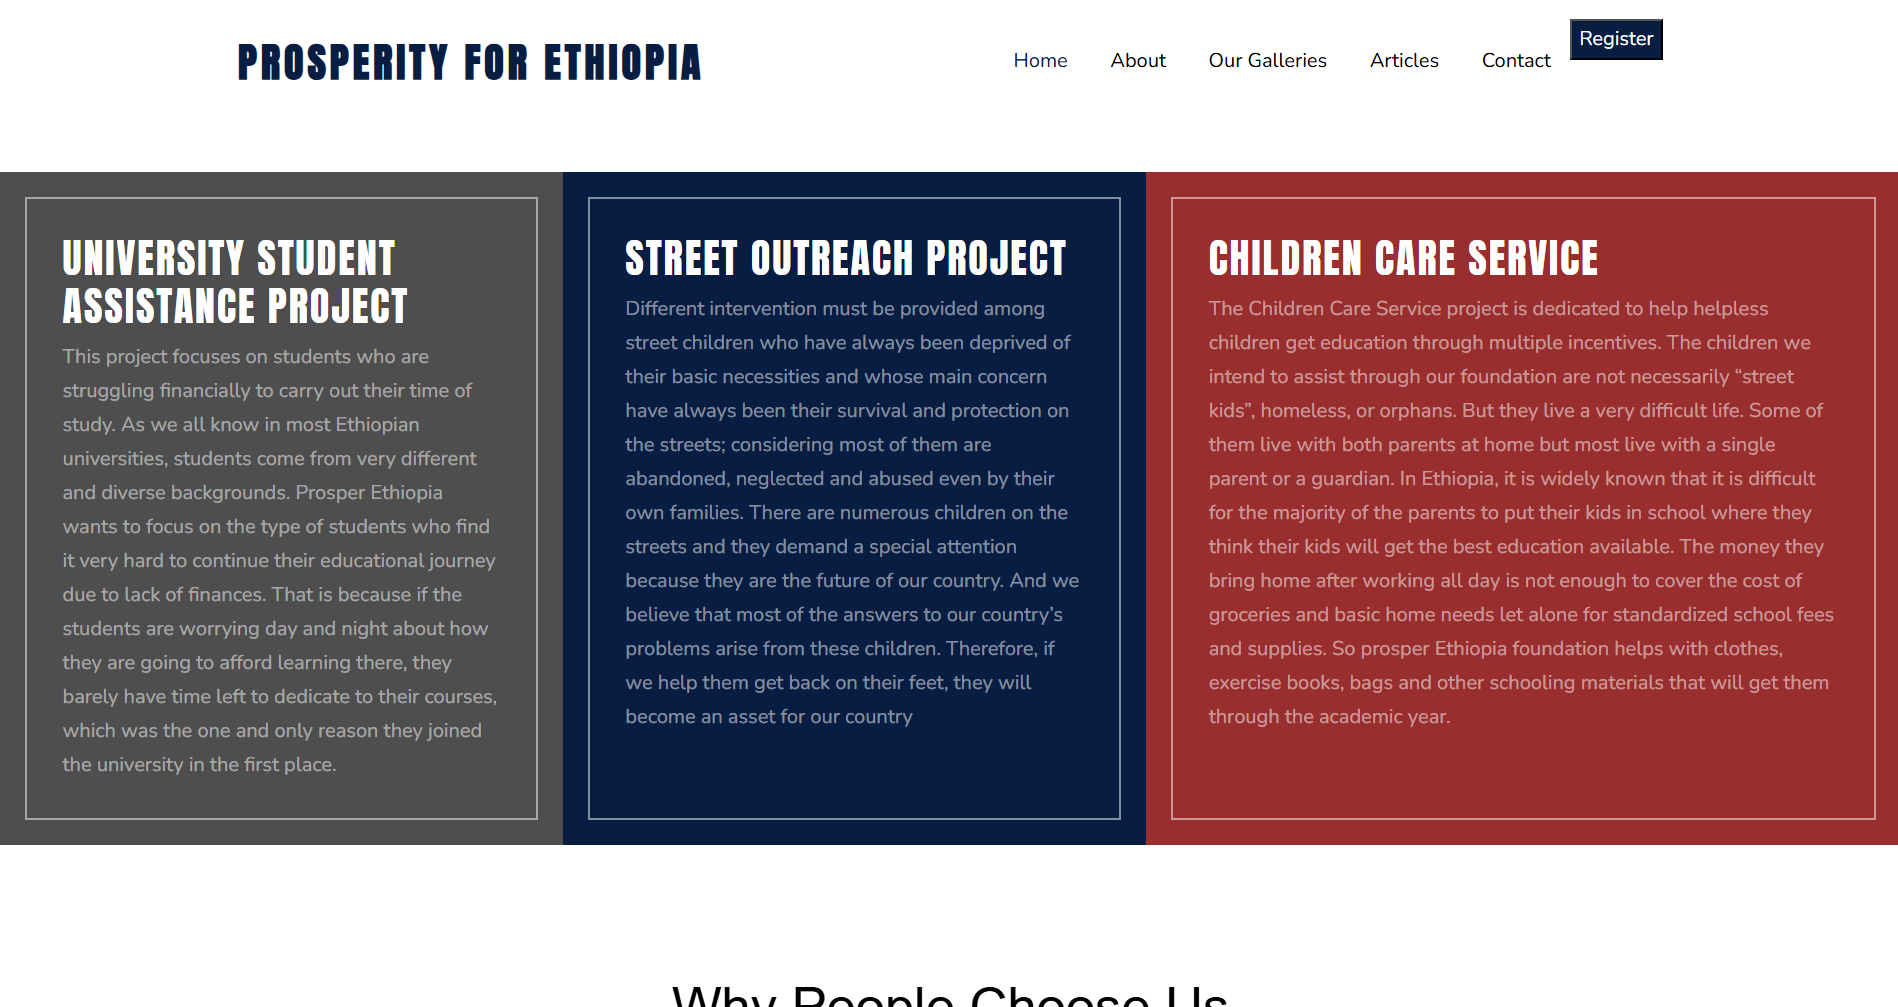 PROSPERITY FOR ETHIOPIA
Home
About
Our Galleries
Articles
Contact
Register
UNIVERSITY STUDENT
ASSISTANCE PROJECT
This project focuses on students who are
struggling financially to carry out their time of
study. As we all know in most Ethiopian
universities, students come from very different
and diverse backgrounds. Prosper Ethiopia
wants to focus on the type of students who find
it very hard to continue their educational journey
due to lack of finances. That is because if the
students are worrying day and night about how
they are going to afford learning there, they
barely have time left to dedicate to their courses,
which was the one and only reason they joined
the university in the first place.
STREET OUTREACH PROJECT
Different intervention must be provided among
street children who have always been deprived of
their basic necessities and whose main concern
have always been their survival and protection on
the streets; considering most of them are
abandoned, neglected and abused even by their
own families. There are numerous children on the
streets and they demand a special attention
because they are the future of our country. And we
believe that most of the answers to our country’s
problems arise from these children. Therefore, if
we help them get back on their feet, they will
become an asset for our country
CHILDREN CARE SERVICE
The Children Care Service project is dedicated to help helpless
children get education through multiple incentives. The children we
intend to assist through our foundation are not necessarily “street
kids”, homeless, or orphans. But they live a very difficult life. Some of
them live with both parents at home but most live with a single
parent or a guardian. In Ethiopia, it is widely known that it is difficult
for the majority of the parents to put their kids in school where they
think their kids will get the best education available. The money they
bring home after working all day is not enough to cover the cost of
groceries and basic home needs let alone for standardized school fees
and supplies. So prosper Ethiopia foundation helps with clothes,
exercise books, bags and other schooling materials that will get them
through the academic year.
Why People Choose Us